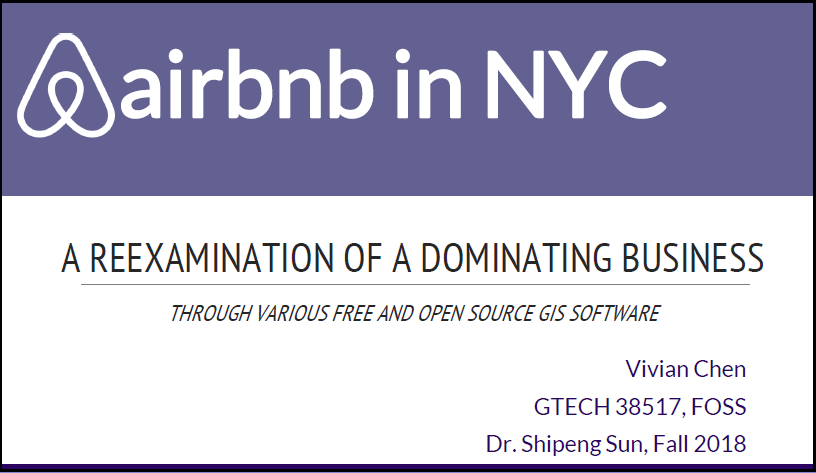 airbnb in NYC
A REEXAMINATION OF A DOMINATING BUSINESS
THROUGH VARIOUS FREE AND OPEN SOURCE GIS SOFTWARE
Vivian Chen
GTECH 38517, FOSS
Dr. Shipeng Sun, Fall 2018